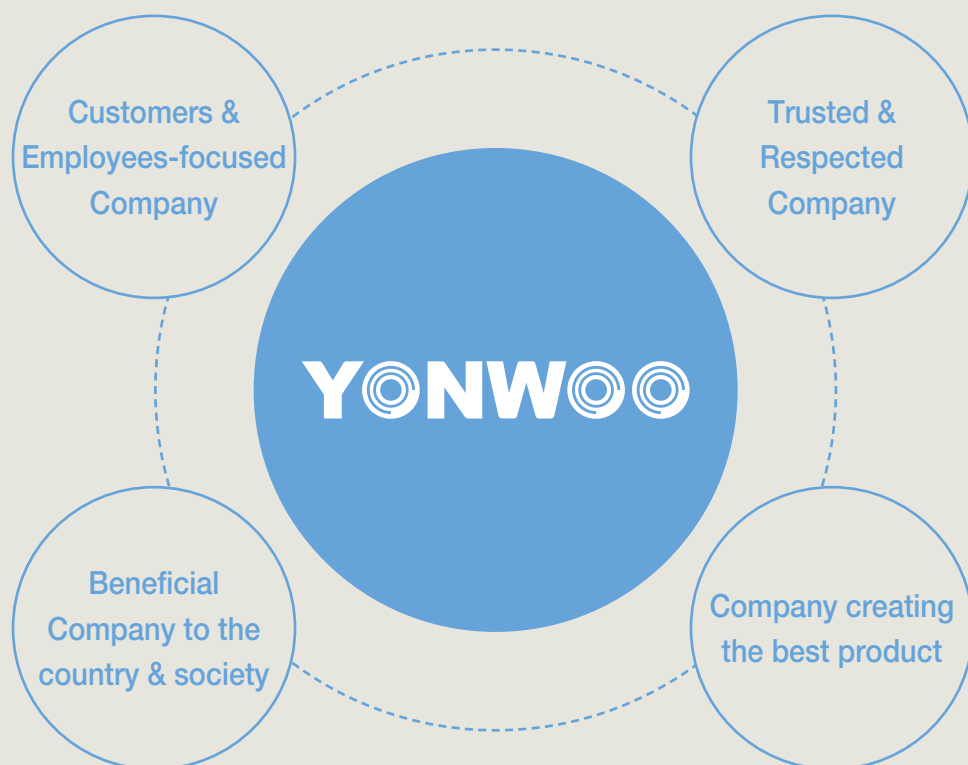 Customers &
Employees-focused
Company
Trusted &
Respected
Company
YONWOO
Beneficial
Company to the
country & society
Company creating
the best product